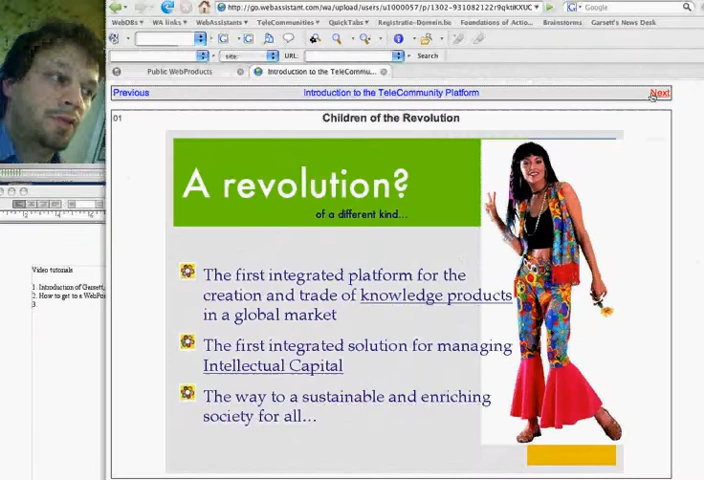 http://go.webassistant.com/wa/upload/users/u1000057/p/1302-931082122/9qktiKXUC
WebDBs WA links WebAssistants TeleCommunities QuickTabs Registratie-Domein.be Foundations of Actio... Brainstorms Garsett's News Desk
site: URL: Search
Public WebProducts Introduction to the TeleCommu...
Previous Introduction to the TeleCommunity Platform Next
01 Children of the Revolution
A revolution?
of a different kind...
The first integrated platform for the
creation and trade of knowledge products
in a global market
The first integrated solution for managing
Intellectual Capital
The way to a sustainable and enriching
society for all…
Video tutorials
1. Introduction of Garsett,
2. How to get to a WebPro
3.